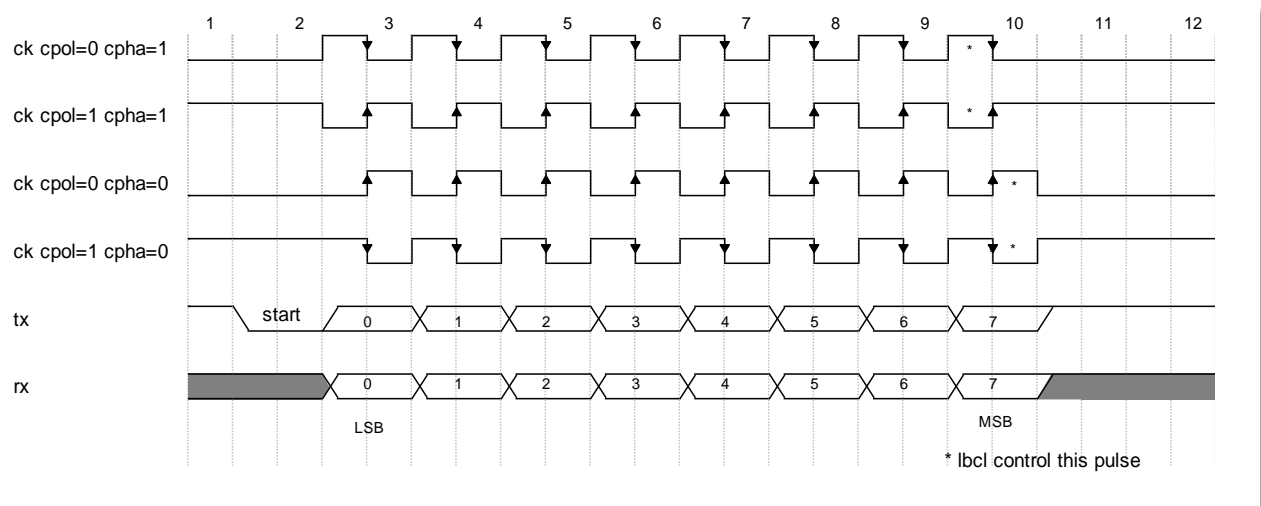 1 2 3 4 5 6 7 8 9 10 11 12
ck cpol=0 cpha=1 *
ck cpol=1 cpha=1 *
ck cpol=0 cpha=0 *
ck cpol=1 cpha=0 *
tx start 0 1 2 3 4 5 6 7
rx 0 1 2 3 4 5 6 7
LSB MSB
* lbcl control this pulse